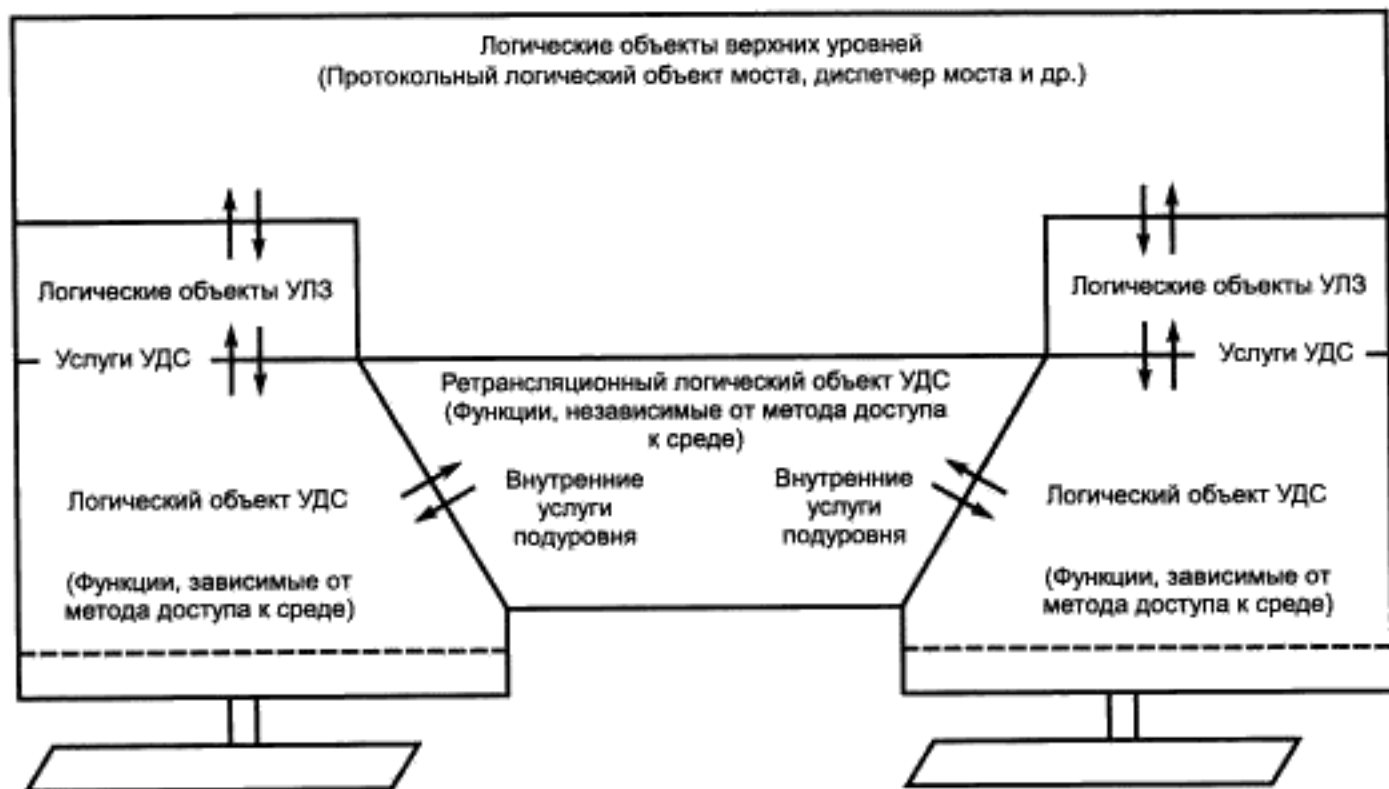 Логические объекты верхних уровней
(Протокольный логический объект моста, диспетчер моста и др.)
Логические объекты УЛЗ
Логические объекты УЛЗ
Услуги УДС
Услуги УДС
Ретрансляционный логический объект УДС
(Функции, независимые от метода доступа
к среде)
Логический объект УДС
Внутренние
услуги
подуровня
Внутренние
услуги
подуровня
Логический объект УДС
(Функции, зависимые от
метода доступа к среде)
(Функции, зависимые от
метода доступа к среде)